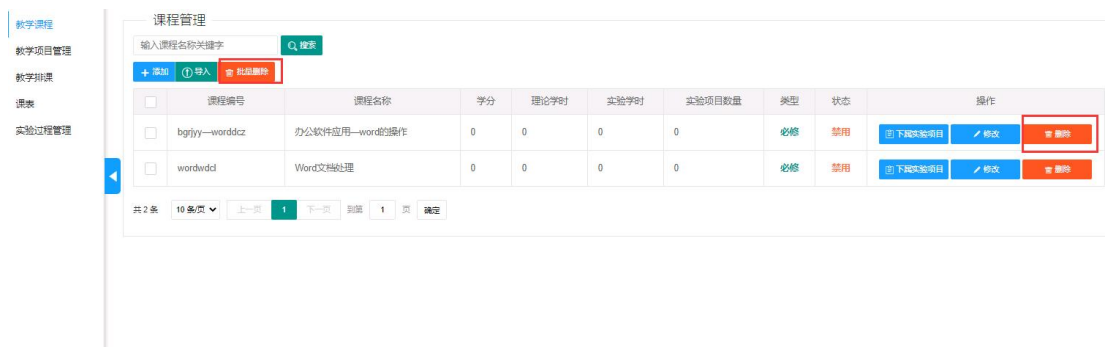 教学课程
教学项目管理
教学排课
课表
实验过程管理
课程管理
输入课程名称关键字 搜索
添加 导入 批量删除
课程编号 课程名称 学分 理论学时 实验学时 实验项目数量 类型 状态 操作
bgrjyy—worddcz 办公软件应用—word的操作 0 0 0 0 必修 禁用 下属实验项目 修改 删除
wordwdcl Word文档处理 0 0 0 0 必修 禁用 下属实验项目 修改 删除
共 2 条 10 条/页 上一页 1 下一页 到第 1 页 确定